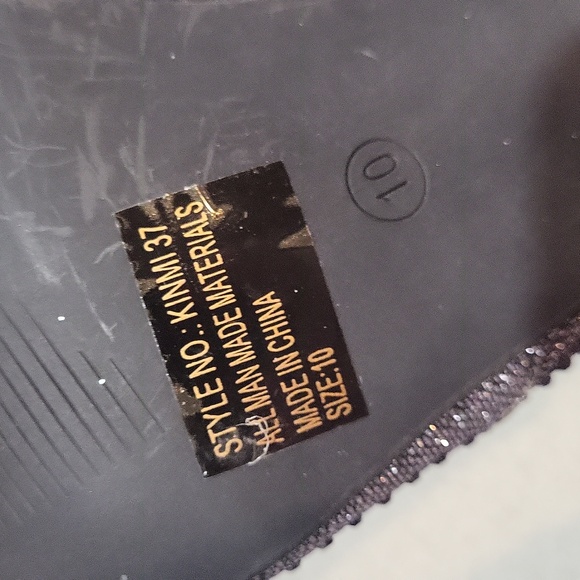 STYLE NO.: KINMI 37
ALL MAN MADE MATERIALS
MADE IN CHINA
SIZE:10
10